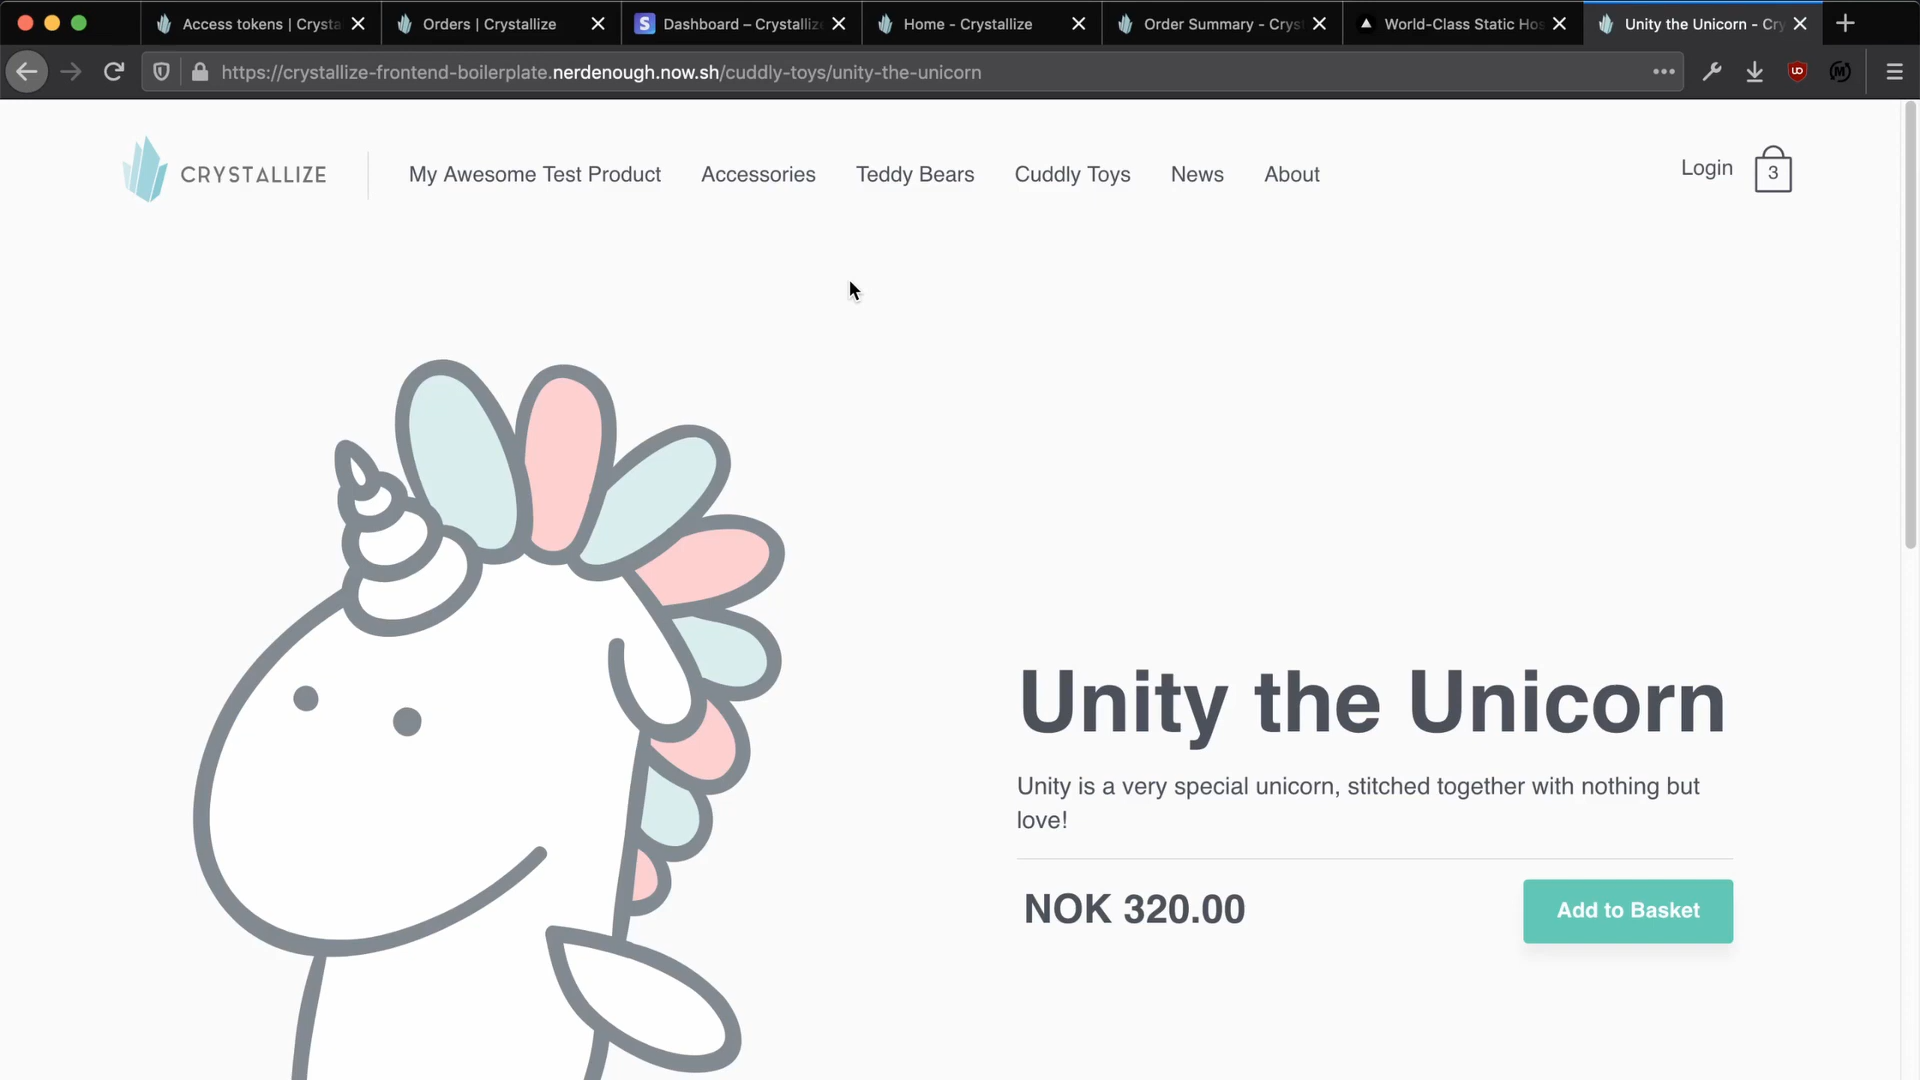 Access tokens | Crysta
Orders | Crystallize
Dashboard – Crystalliz
Home - Crystallize
Order Summary - Crys
World-Class Static Hos
Unity the Unicorn - Cry
https://crystallize-frontend-boilerplate.nerdenough.now.sh/cuddly-toys/unity-the-unicorn
CRYSTALLIZE
My Awesome Test Product
Accessories
Teddy Bears
Cuddly Toys
News
About
Login
3
Unity the Unicorn
Unity is a very special unicorn, stitched together with nothing but
love!
NOK 320.00
Add to Basket